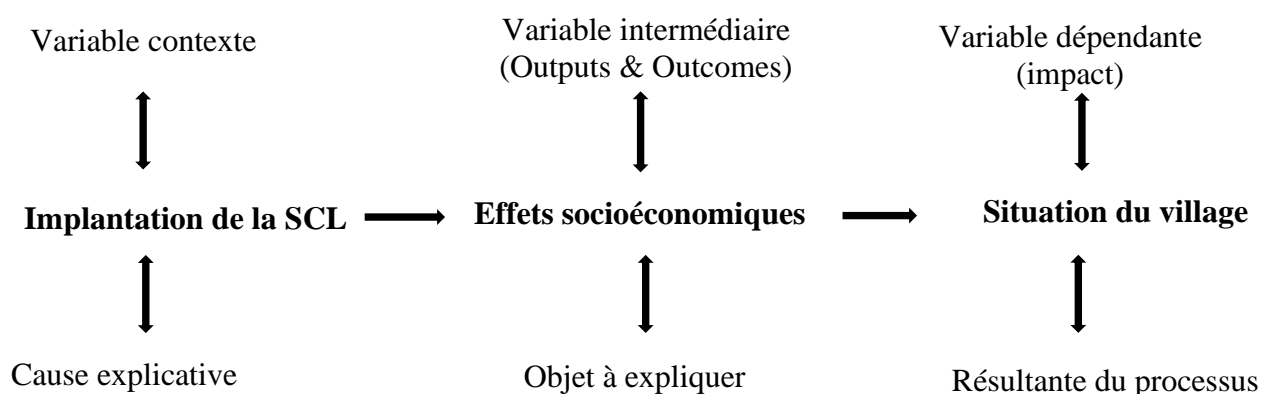 Variable contexte
Variable intermédiaire
(Outputs & Outcomes)
Variable dépendante
(impact)
Implantation de la SCL
Effets socioéconomiques
Situation du village
Cause explicative
Objet à expliquer
Résultante du processus